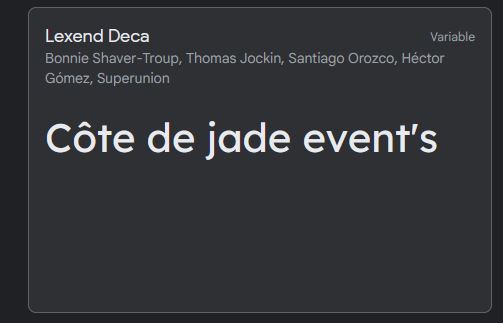 Lexend Deca
Variable
Bonnie Shaver-Troup, Thomas Jockin, Santiago Orozco, Héctor
Gómez, Superunion
Côte de jade event's